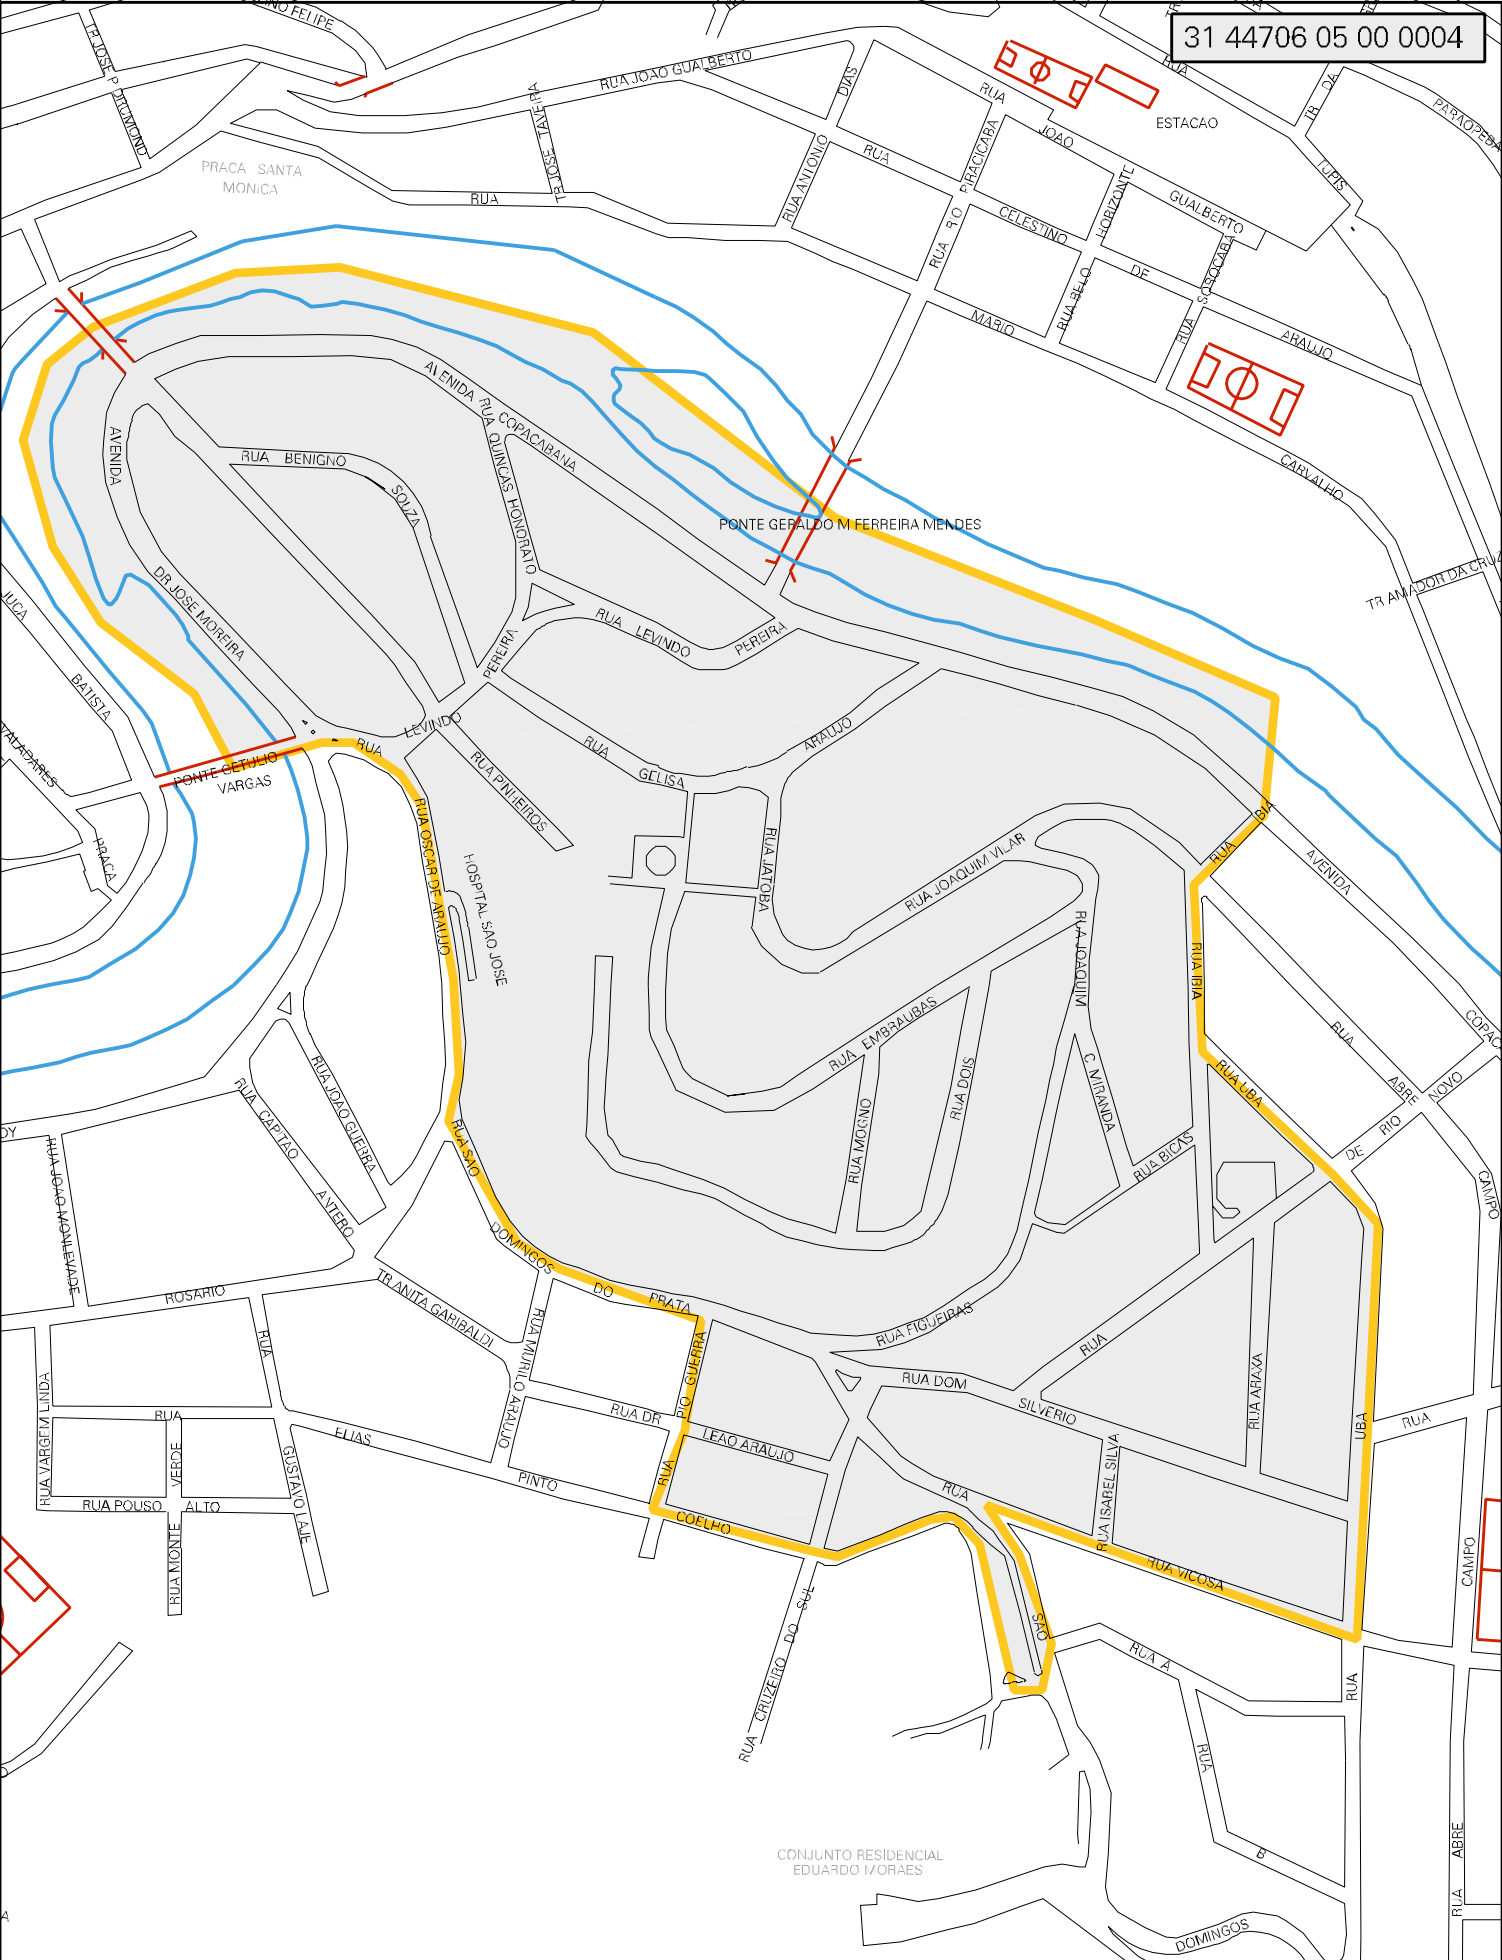 31 44706 05 00 0004
TR JOSE P DRUMMOND
RUA JOAO GUALBERTO
TR JOSE TAVEIRA
DIAS
RUA ANTONIO
RUA
JOAO
GUALBERTO
ESTACAO
RUA
TR DA
TUPIS
PARAOPEBA
PRACA SANTA
MONICA
RUA
RUA
CELESTINO
DE
ARAUJO
PIRACICABA
RUA RIO
HORIZONTE
RUA BELO
RUA SOROCABA
MARIO
CARVALHO
TR AMADOR DA CRUZ
AVENIDA
COPACABANA
RUA QUINCAS HONORATO
PEREIRA
AVENIDA
DR JOSE MOREIRA
RUA BENIGNO
SOUZA
PONTE GERALDO M FERREIRA MENDES
RUA LEVINDO
PEREIRA
JUCA
BATISTA
VALADARES
PRACA
PONTE GETULIO
VARGAS
RUA
LEVINDO
RUA PINHEIROS
RUA
GELISA
ARAUJO
RUA OSCAR DE ARAUJO
HOSPITAL SAO JOSE
RUA JATOBA
RUA JOAQUIM VILAR
RUA JOAQUIM
C. MIRANDA
RUA EMBRAUBAS
RUA DOIS
RUA MOGNO
RUA BICAS
RUA
BIA
RUA IBIA
RUA UBA
AVENIDA
COPAC
RUA
ABRE
NOVO
RIO
DE
CAMPO
RUA JOAO GUERRA
RUA CAPITAO
ANTERO
RUA JOAO MONLEVADE
ROSARIO
RUA
TR ANITA GARIBALDI
RUA SAO
DOMINGOS
DO
PRATA
RUA MURILO ARAUJO
PIO GUERRA
RUA
RUA DR
LEAO ARAUJO
RUA FIGUEIRAS
RUA DOM
SILVERIO
RUA
RUA ARAXA
UBA
RUA
RUA VARGEM LINDA
RUA
VERDE
RUA MONTE
RUA POUSO ALTO
GUSTAVO LAJE
ELIAS
PINTO
COELHO
RUA
SAO
RUA ISABEL SILVA
RUA VICOSA
CAMPO
RUA CRUZEIRO DO SUL
RUA A
RUA
RUA
B
ABRE
RUA
CONJUNTO RESIDENCIAL
EDUARDO MORAES
DOMINGOS